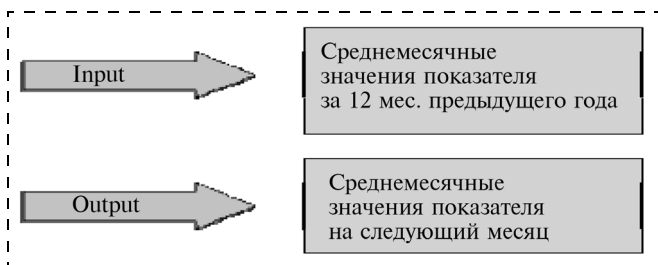 Input
Среднемесячные
значения показателя
за 12 мес. предыдущего года
Output
Среднемесячные
значения показателя
на следующий месяц